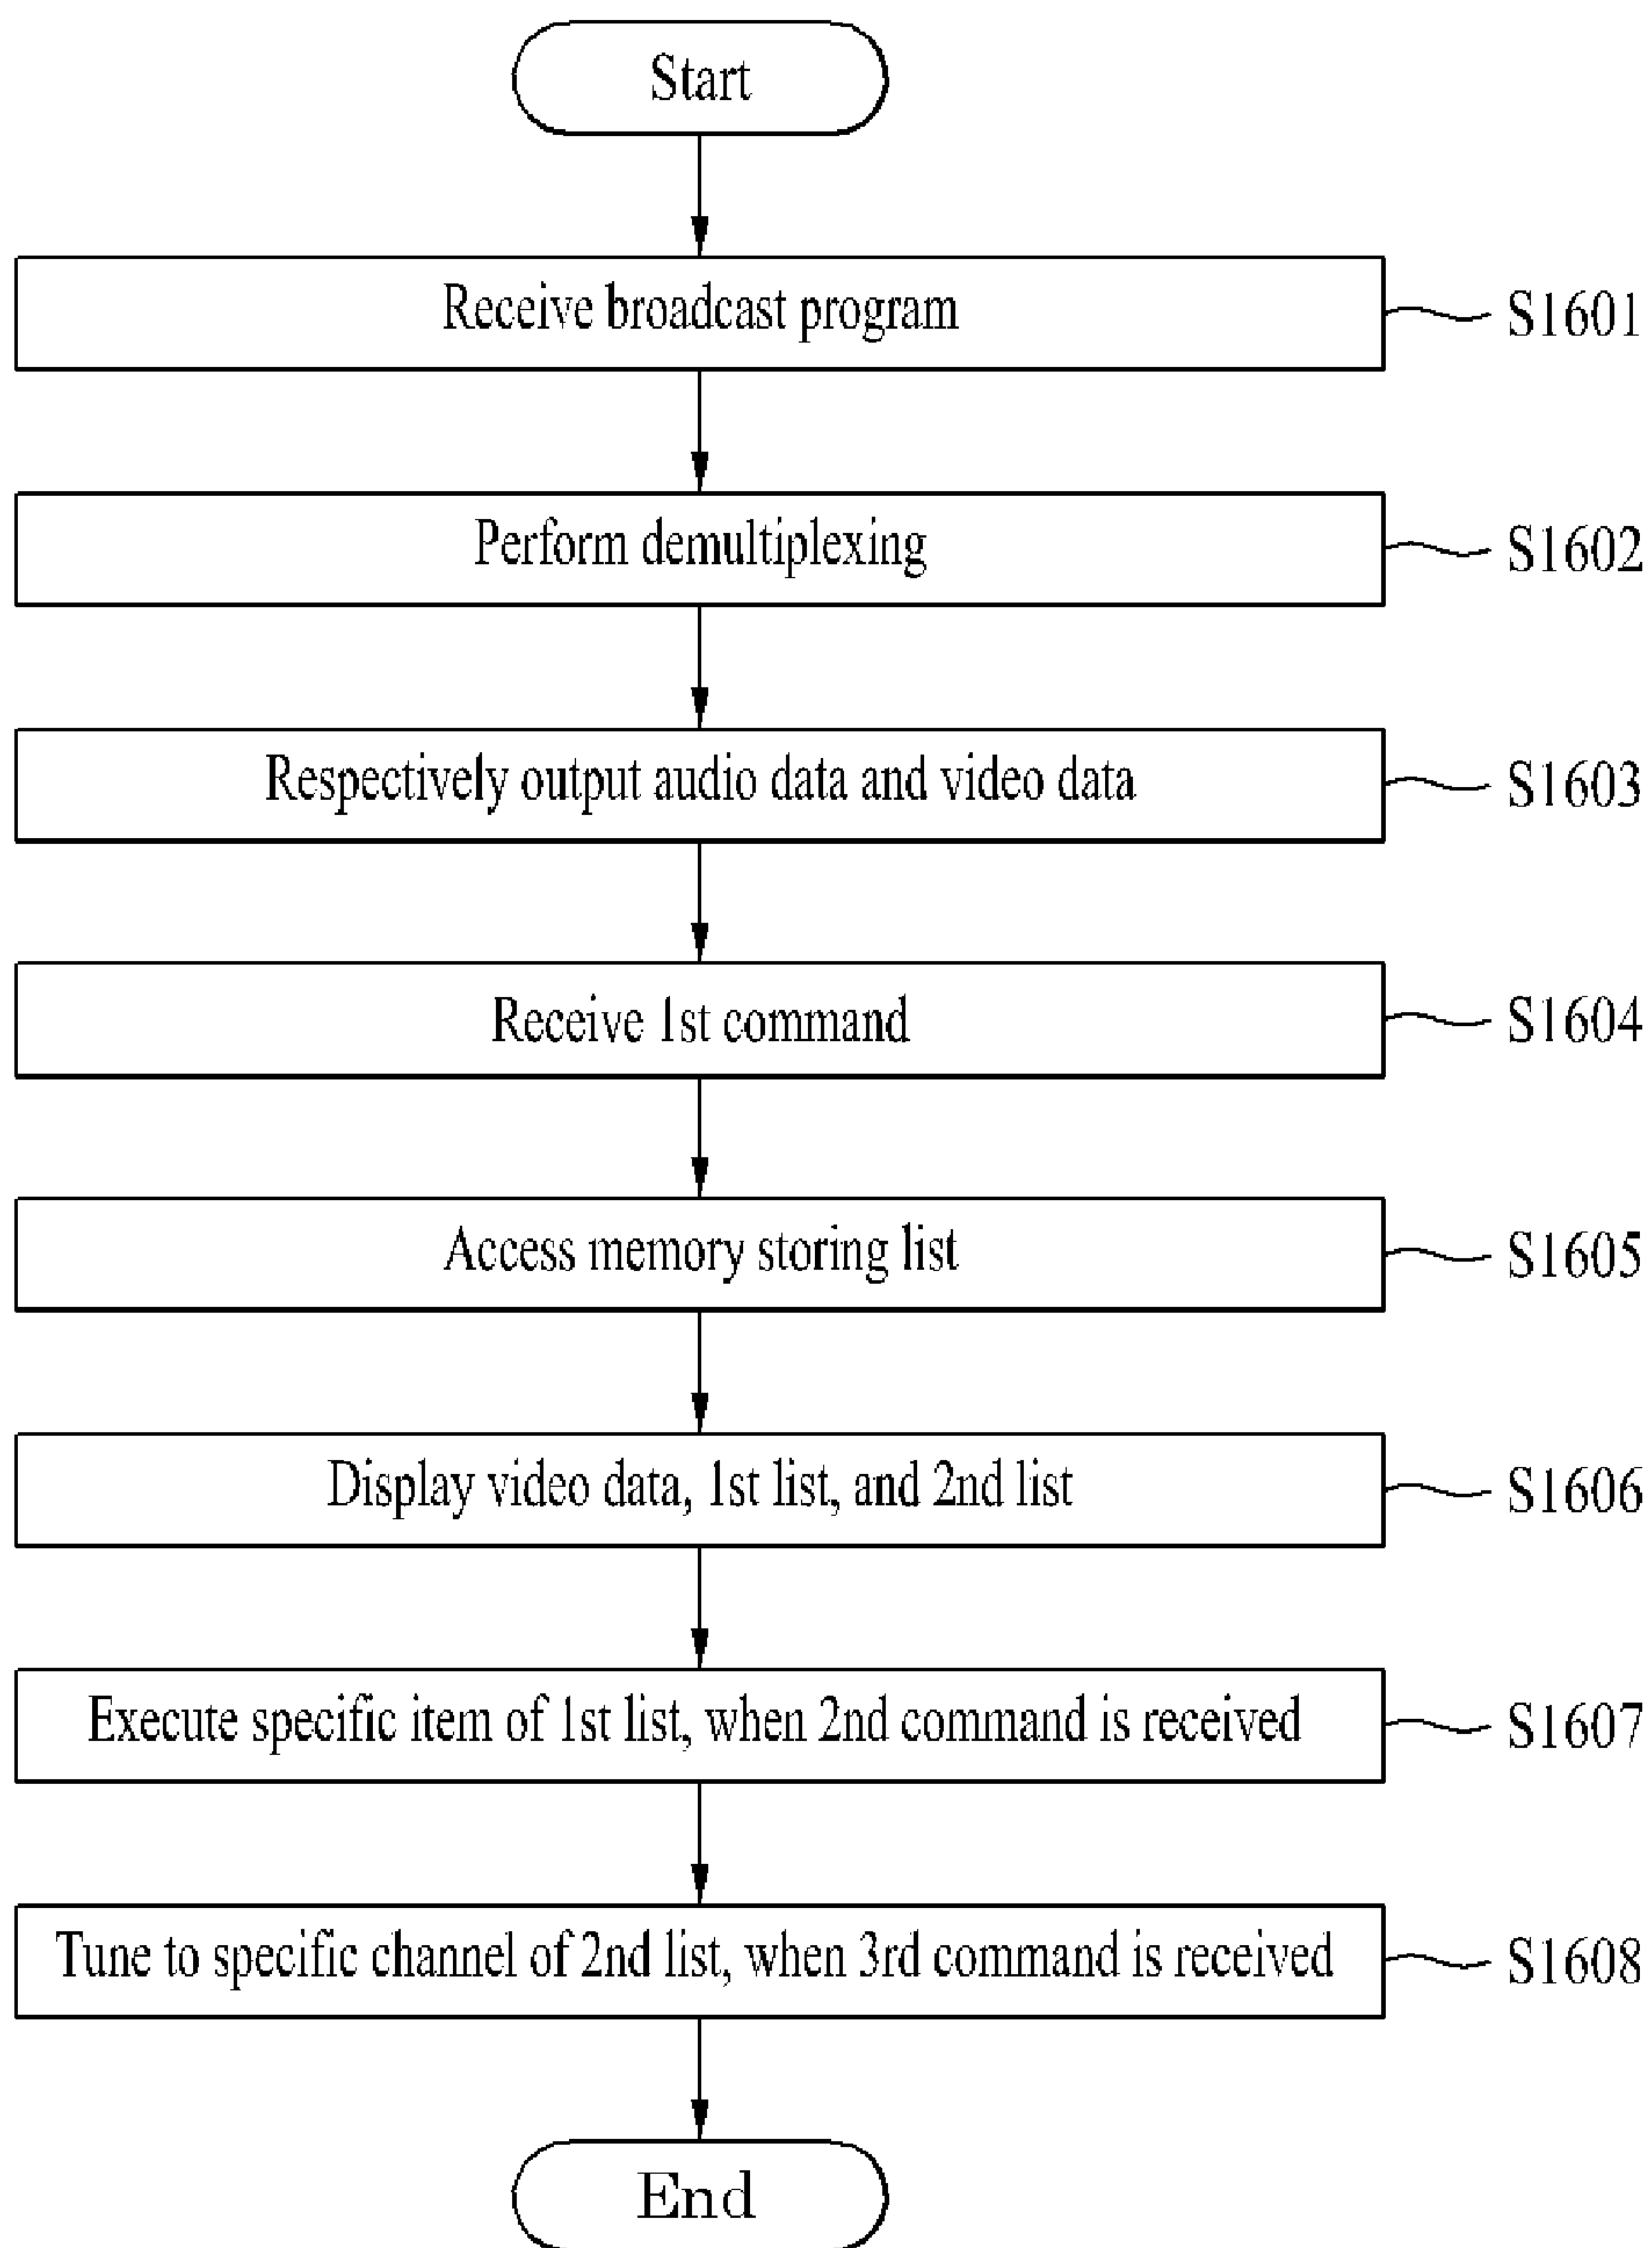 Start
Receive broadcast program
S1601
Perform demultiplexing
S1602
Respectively output audio data and video data
S1603
Receive 1st command
S1604
Access memory storing list
S1605
Display video data, 1st list, and 2nd list
S1606
Execute specific item of 1st list, when 2nd command is received
S1607
Tune to specific channel of 2nd list, when 3rd command is received
S1608
End